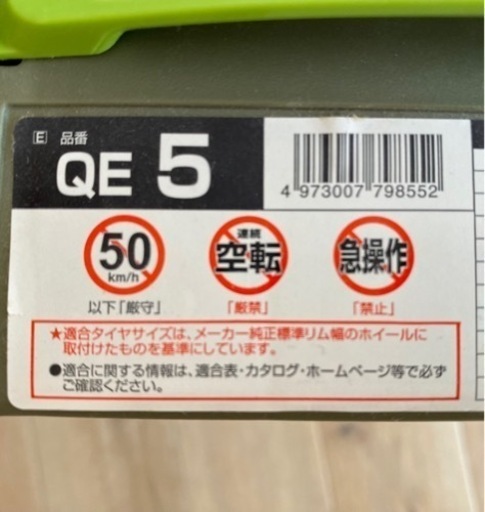 E 品番
QE 5
4 973007 798552
50 km/h
連続
空転
急操作
以下「厳守」
「厳禁」
「禁止」
★適合タイヤサイズは、メーカー純正標準リム幅のホイールに
取付けたものを基準にしています。
●適合に関する情報は、適合表・カタログ・ホームページ等で必ず
ご確認ください。